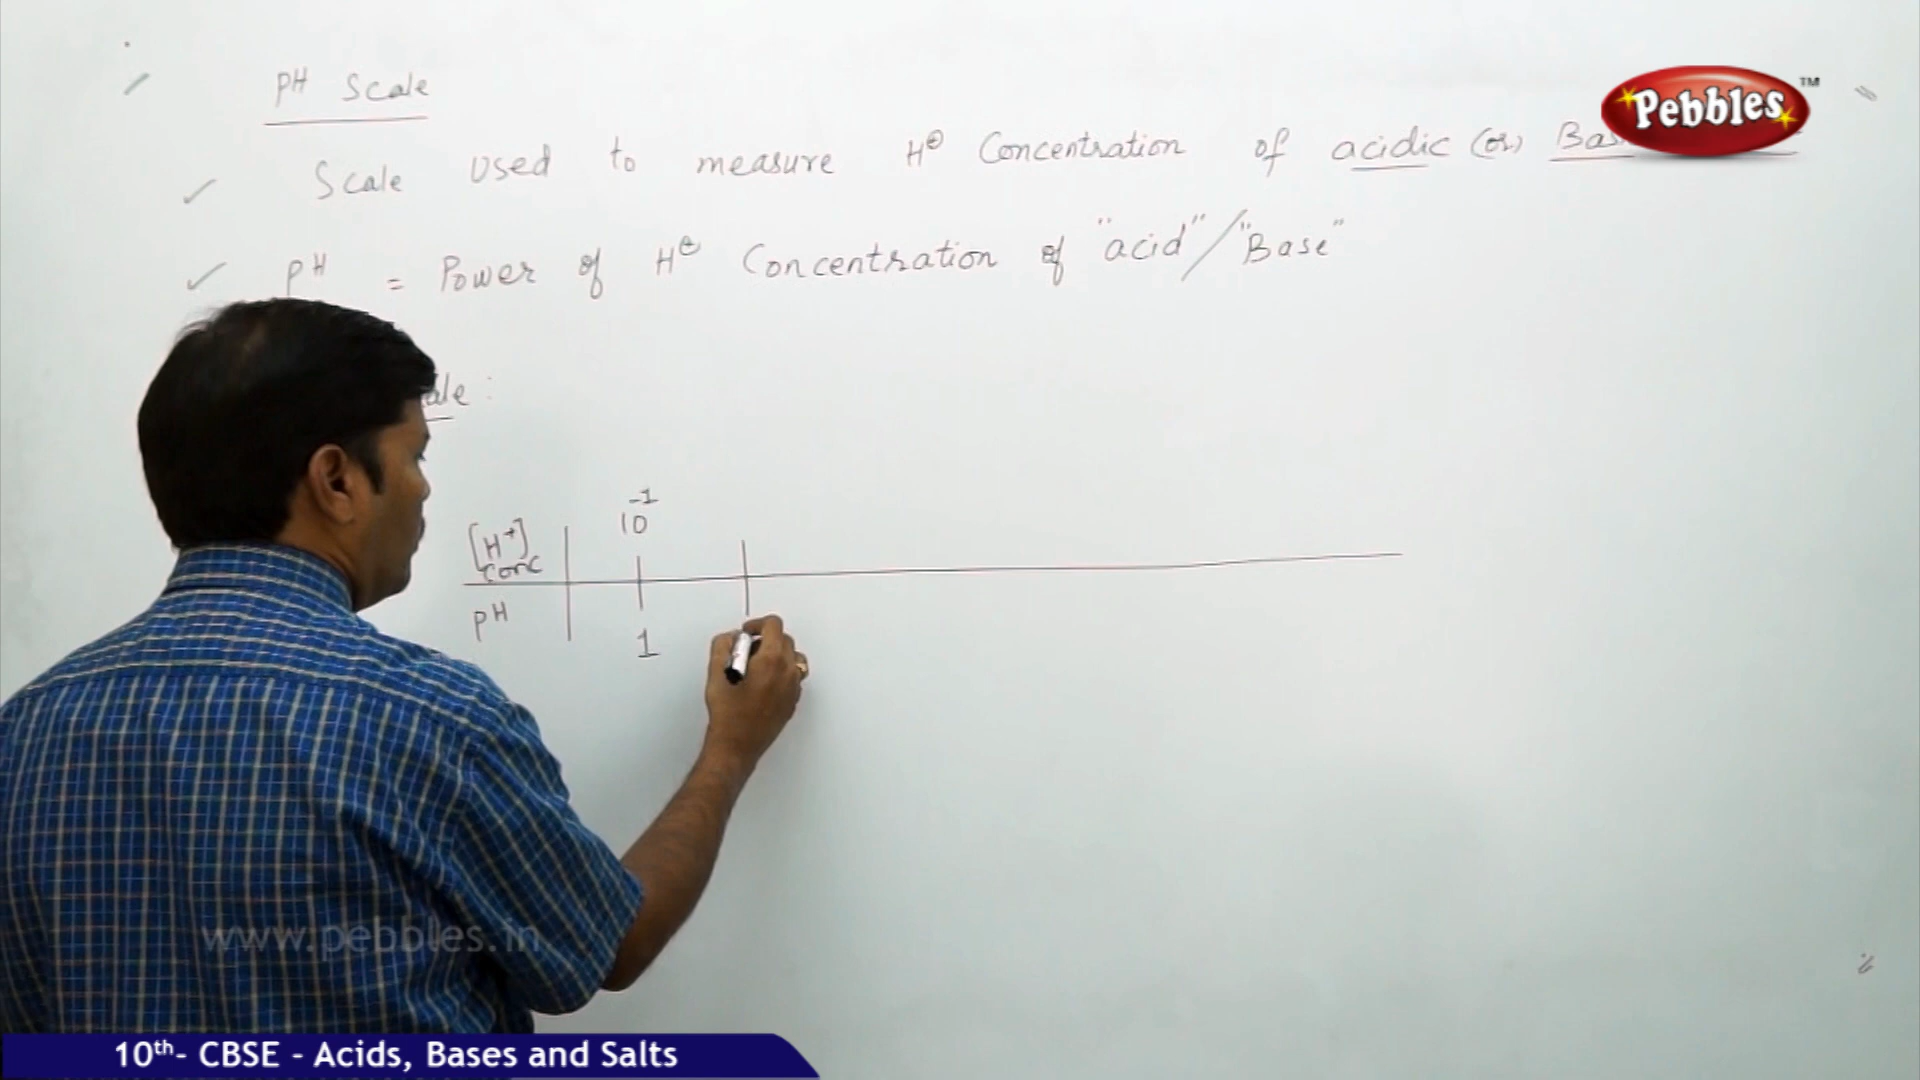 PH Scale
Pebbles™
Scale used to measure H⊕ Concentration of acidic (or)
pH = Power of H⊕ Concentration of "acid"/"Base"
10⁻¹
[H⁺] conc
pH
1
www.pebbles.in
10th- CBSE - Acids, Bases and Salts